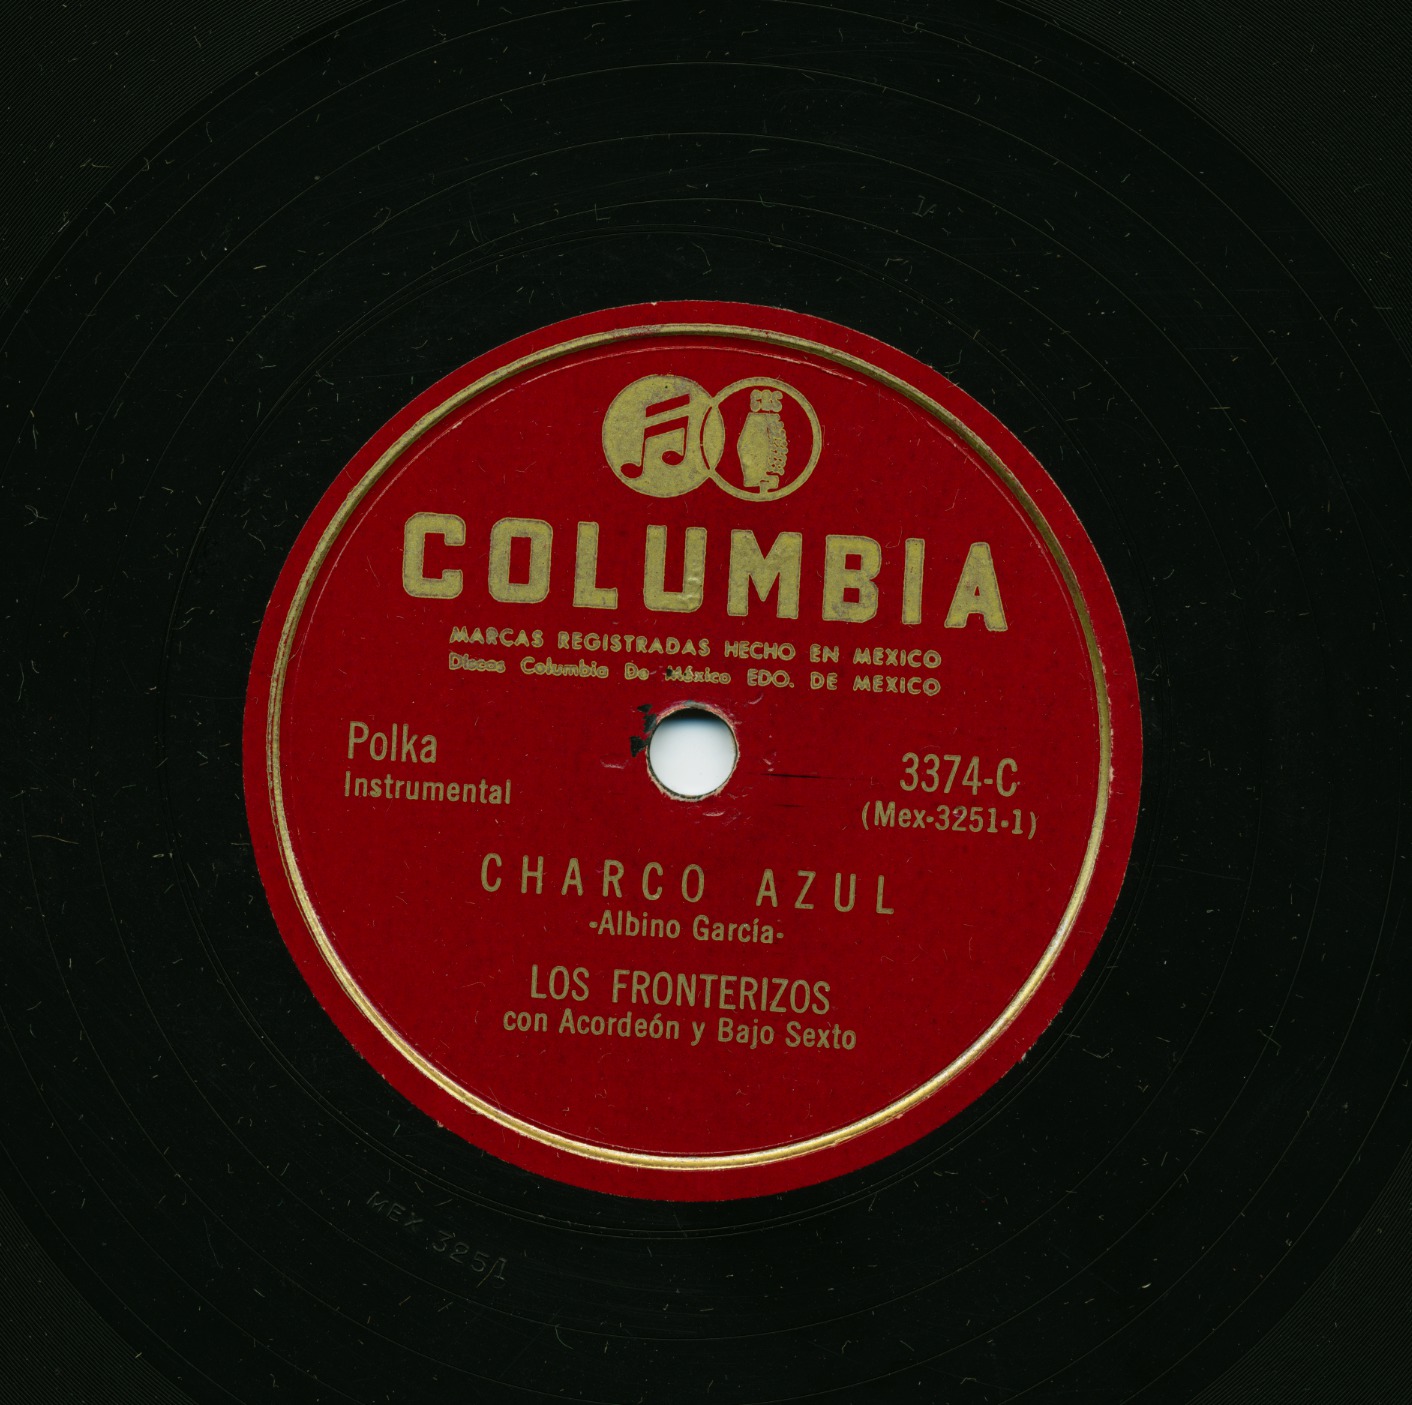 CBS
COLUMBIA
MARCAS REGISTRADAS HECHO EN MEXICO
Discos Columbia De México EDO. DE MEXICO
Polka
Instrumental
3374-C
(Mex-3251-1)
CHARCO AZUL
-Albino García-
LOS FRONTERIZOS
con Acordeón y Bajo Sexto
MEX 3251